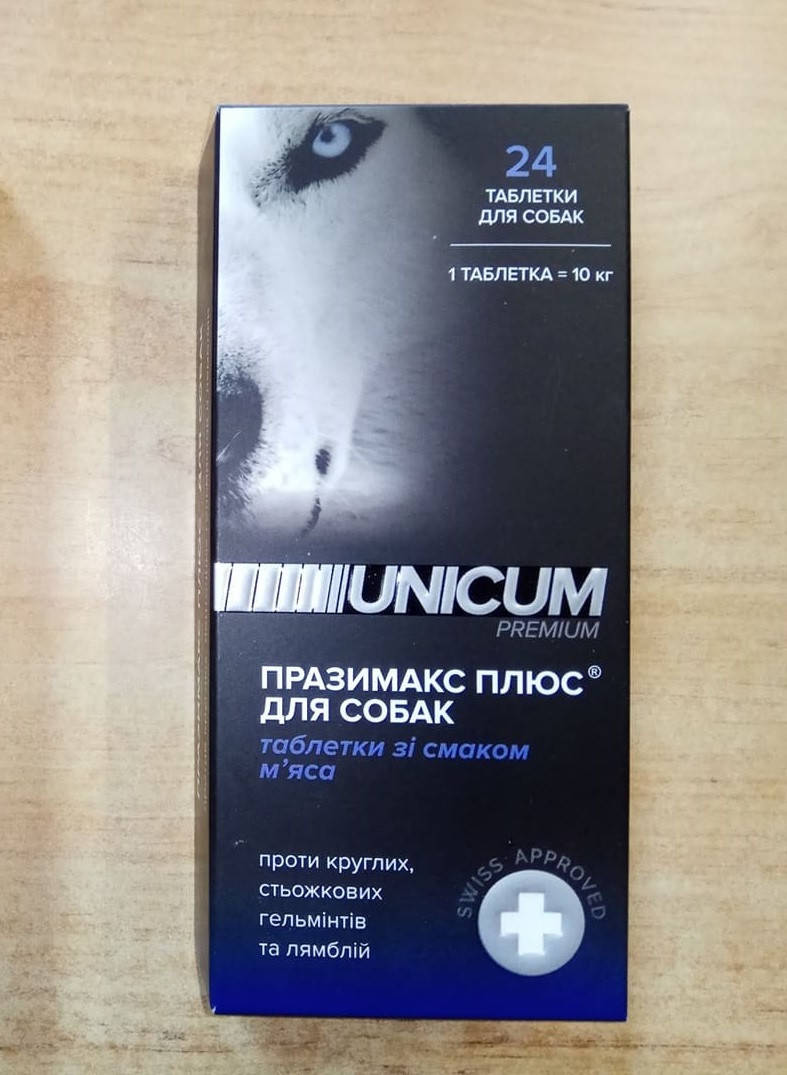 24
ТАБЛЕТКИ
ДЛЯ СОБАК
1 ТАБЛЕТКА = 10 кг
UNICUM
PREMIUM
ПРАЗИМАКС ПЛЮС®
ДЛЯ СОБАК
таблетки зі смаком
м’яса
проти круглих,
стьожкових
гельмінтів
та лямблій
SWISS APPROVED